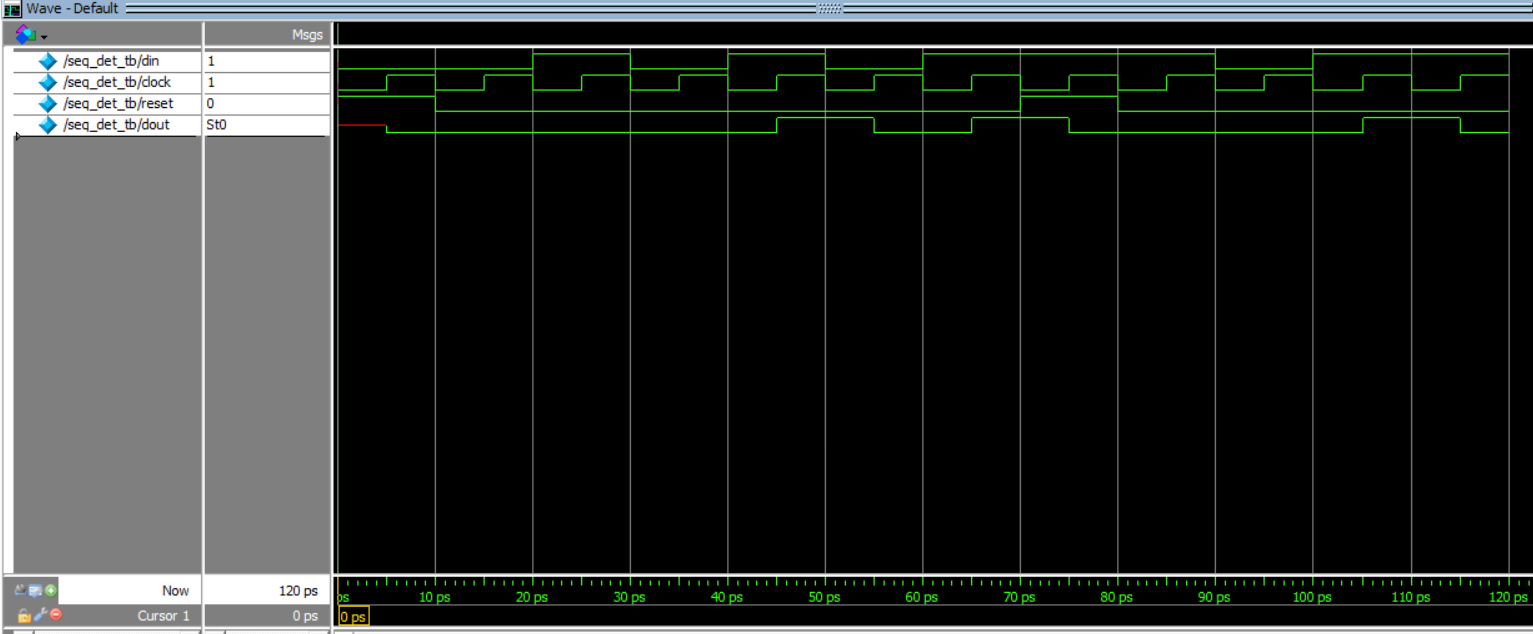 Wave - Default
Msgs
/seq_det_tb/din 1
/seq_det_tb/clock 1
/seq_det_tb/reset 0
/seq_det_tb/dout St0
Now 120 ps
ps 10 ps 20 ps 30 ps 40 ps 50 ps 60 ps 70 ps 80 ps 90 ps 100 ps 110 ps 120 ps
Cursor 1 0 ps 0 ps